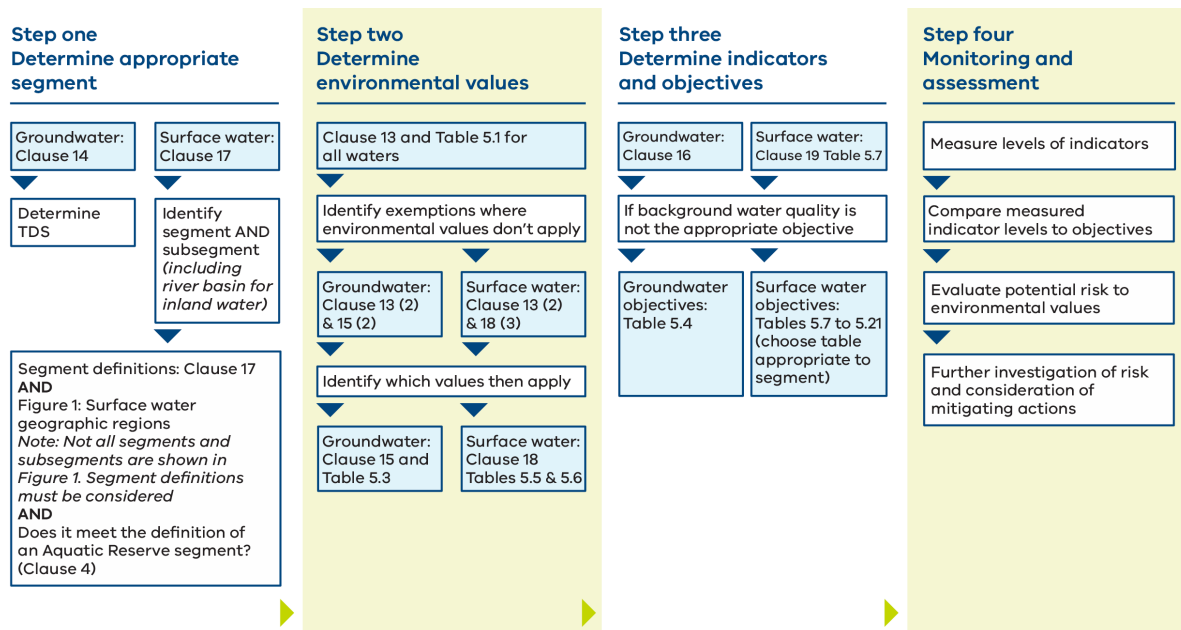 Step one
Determine appropriate
segment
Groundwater:
Clause 14
Surface water:
Clause 17
Determine
TDS
Identify
segment AND
subsegment
(including
river basin for
inland water)
Segment definitions: Clause 17
AND
Figure 1: Surface water
geographic regions
Note: Not all segments and
subsegments are shown in
Figure 1. Segment definitions
must be considered
AND
Does it meet the definition of
an Aquatic Reserve segment?
(Clause 4)
Step two
Determine
environmental values
Clause 13 and Table 5.1 for
all waters
Identify exemptions where
environmental values don't apply
Groundwater:
Clause 13 (2)
& 15 (2)
Surface water:
Clause 13 (2)
& 18 (3)
Identify which values then apply
Groundwater:
Clause 15 and
Table 5.3
Surface water:
Clause 18
Tables 5.5 & 5.6
Step three
Determine indicators
and objectives
Groundwater:
Clause 16
Surface water:
Clause 19 Table 5.7
If background water quality is
not the appropriate objective
Groundwater
objectives:
Table 5.4
Surface water
objectives:
Tables 5.7 to 5.21
(choose table
appropriate to
segment)
Step four
Monitoring and
assessment
Measure levels of indicators
Compare measured
indicator levels to objectives
Evaluate potential risk to
environmental values
Further investigation of risk
and consideration of
mitigating actions